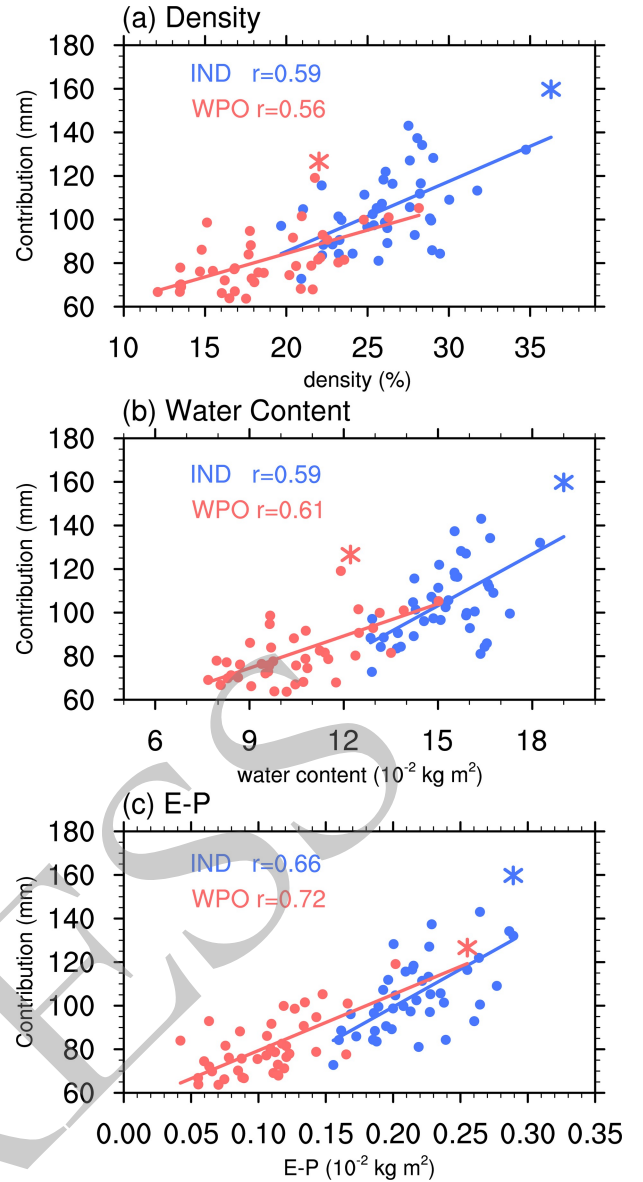 (a) Density
180
160
140
120
100
80
60
Contribution (mm)
IND r=0.59
WPO r=0.56
10 15 20 25 30 35
density (%)
(b) Water Content
180
160
140
120
100
80
60
Contribution (mm)
IND r=0.59
WPO r=0.61
6 9 12 15 18
water content (10⁻² kg m²)
(c) E-P
180
160
140
120
100
80
60
Contribution (mm)
IND r=0.66
WPO r=0.72
0.00 0.05 0.10 0.15 0.20 0.25 0.30 0.35
E-P (10⁻² kg m²)
ESS